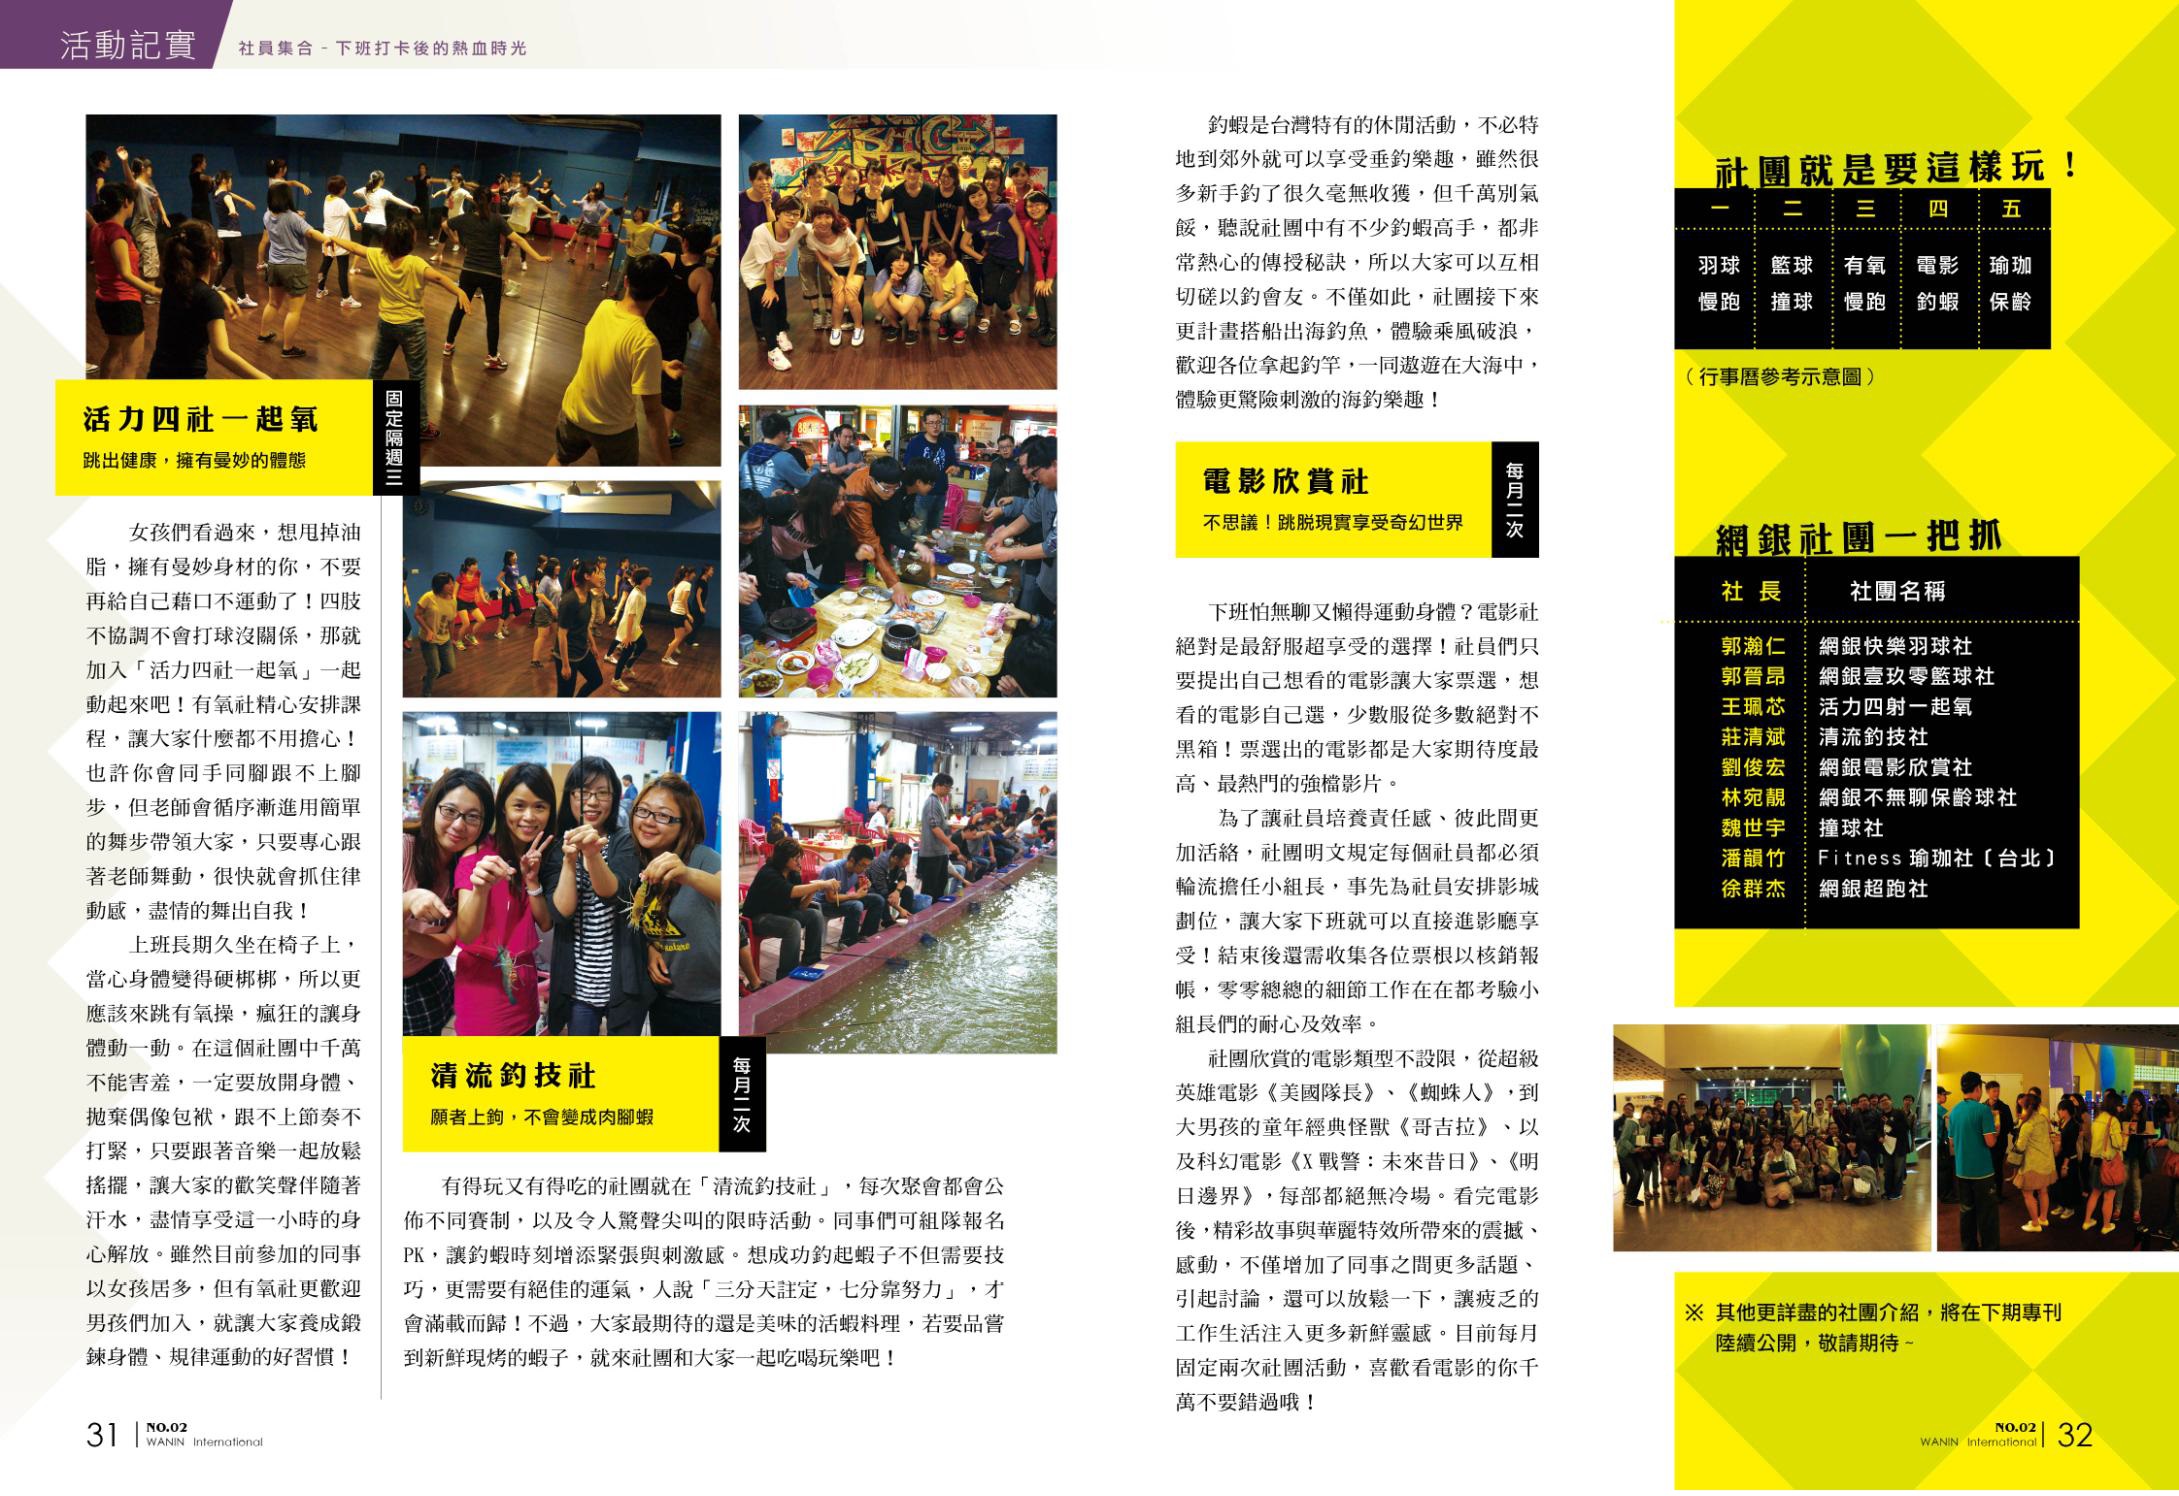 活動記實
社員集合 - 下班打卡後的熱血時光
活力四社一起氧
跳出健康，擁有曼妙的體態
固定隔週三
女孩們看過來，想甩掉油
脂，擁有曼妙身材的你，不要
再給自己藉口不運動了！四肢
不協調不會打球沒關係，那就
加入「活力四社一起氧」一起
動起來吧！有氧社精心安排課
程，讓大家什麼都不用擔心！
也許你會同手同腳跟不上腳
步，但老師會循序漸進用簡單
的舞步帶領大家，只要專心跟
著老師舞動，很快就會抓住律
動感，盡情的舞出自我！
上班長期久坐在椅子上，
當心身體變得硬梆梆，所以更
應該來跳有氧操，瘋狂的讓身
體動一動。在這個社團中千萬
不能害羞，一定要放開身體、
拋棄偶像包袱，跟不上節奏不
打緊，只要跟著音樂一起放鬆
搖擺，讓大家的歡笑聲伴隨著
汗水，盡情享受這一小時的身
心解放。雖然目前參加的同事
以女孩居多，但有氧社更歡迎
男孩們加入，就讓大家養成鍛
鍊身體、規律運動的好習慣！
清流釣技社
願者上鉤，不會變成肉腳蝦
每月二次
有得玩又有得吃的社團就在「清流釣技社」，每次聚會都會公
佈不同賽制，以及令人驚聲尖叫的限時活動。同事們可組隊報名
PK，讓釣蝦時刻增添緊張與刺激感。想成功釣起蝦子不但需要技
巧，更需要有絕佳的運氣，人說「三分天註定，七分靠努力」，才
會滿載而歸！不過，大家最期待的還是美味的活蝦料理，若要品嘗
到新鮮現烤的蝦子，就來社團和大家一起吃喝玩樂吧！
31
NO.02
WANIN International
釣蝦是台灣特有的休閒活動，不必特
地到郊外就可以享受垂釣樂趣，雖然很
多新手釣了很久毫無收獲，但千萬別氣
餒，聽說社團中有不少釣蝦高手，都非
常熱心的傳授秘訣，所以大家可以互相
切磋以釣會友。不僅如此，社團接下來
更計畫搭船出海釣魚，體驗乘風破浪，
歡迎各位拿起釣竿，一同遨遊在大海中，
體驗更驚險刺激的海釣樂趣！
電影欣賞社
不思議！跳脫現實享受奇幻世界
每月二次
下班怕無聊又懶得運動身體？電影社
絕對是最舒服超享受的選擇！社員們只
要提出自己想看的電影讓大家票選，想
看的電影自己選，少數服從多數絕對不
黑箱！票選出的電影都是大家期待度最
高、最熱門的強檔影片。
為了讓社員培養責任感、彼此間更
加活絡，社團明文規定每個社員都必須
輪流擔任小組長，事先為社員安排影城
劃位，讓大家下班就可以直接進影廳享
受！結束後還需收集各位票根以核銷報
帳，零零總總的細節工作在在都考驗小
組長們的耐心及效率。
社團欣賞的電影類型不設限，從超級
英雄電影《美國隊長》、《蜘蛛人》，到
大男孩的童年經典怪獸《哥吉拉》、以
及科幻電影《X 戰警：未來昔日》、《明
日邊界》，每部都絕無冷場。看完電影
後，精彩故事與華麗特效所帶來的震撼、
感動，不僅增加了同事之間更多話題、
引起討論，還可以放鬆一下，讓疲乏的
工作生活注入更多新鮮靈感。目前每月
固定兩次社團活動，喜歡看電影的你千
萬不要錯過哦！
社團就是要這樣玩！
一 二 三 四 五
羽球 籃球 有氧 電影 瑜珈
慢跑 撞球 慢跑 釣蝦 保齡
（行事曆參考示意圖）
網銀社團一把抓
社長 社團名稱
郭瀚仁 網銀快樂羽球社
郭晉昂 網銀壹玖零籃球社
王珮芯 活力四射一起氧
莊清斌 清流釣技社
劉俊宏 網銀電影欣賞社
林宛靚 網銀不無聊保齡球社
魏世宇 撞球社
潘韻竹 Fitness 瑜珈社〔台北〕
徐群杰 網銀超跑社
※ 其他更詳盡的社團介紹，將在下期專刊
陸續公開，敬請期待~
NO.02
WANIN International
32